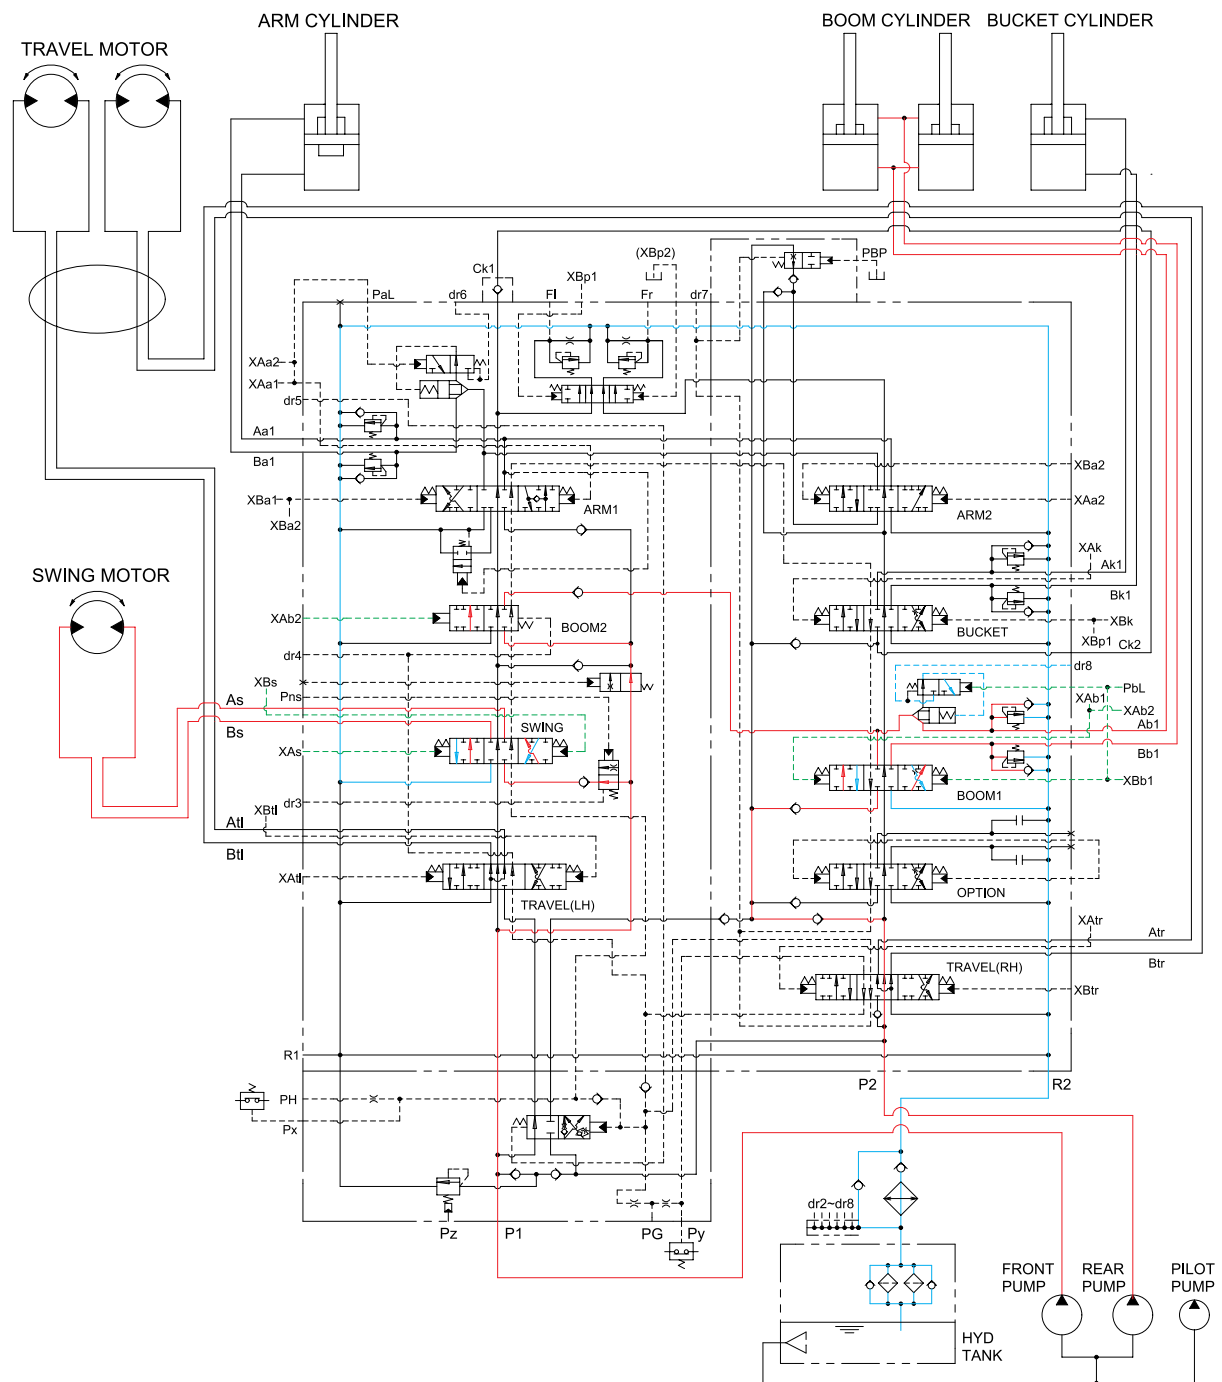 ARM CYLINDER
BOOM CYLINDER
BUCKET CYLINDER
TRAVEL MOTOR
(XBp2)
PBP
Ck1
XBp1
PaL
dr6
Fl
Fr
dr7
XAa2
XAa1
dr5
Aa1
Ba1
XBa2
XBa1
XAa2
XBa2
ARM1
ARM2
XAk
Ak1
SWING MOTOR
Bk1
XAb2
BOOM2
BUCKET
XBk
XBp1
Ck2
dr4
dr8
XBs
Pns
PbL
As
XAb1
XAb2
Ab1
Bs
SWING
XAs
Bb1
XBb1
dr3
BOOM1
XBtl
Atl
Btl
XAtl
OPTION
TRAVEL(LH)
XAtr
Atr
Btr
TRAVEL(RH)
XBtr
R1
P2
R2
PH
Px
dr2~dr8
Pz
P1
PG
Py
FRONT
PUMP
REAR
PUMP
PILOT
PUMP
HYD
TANK